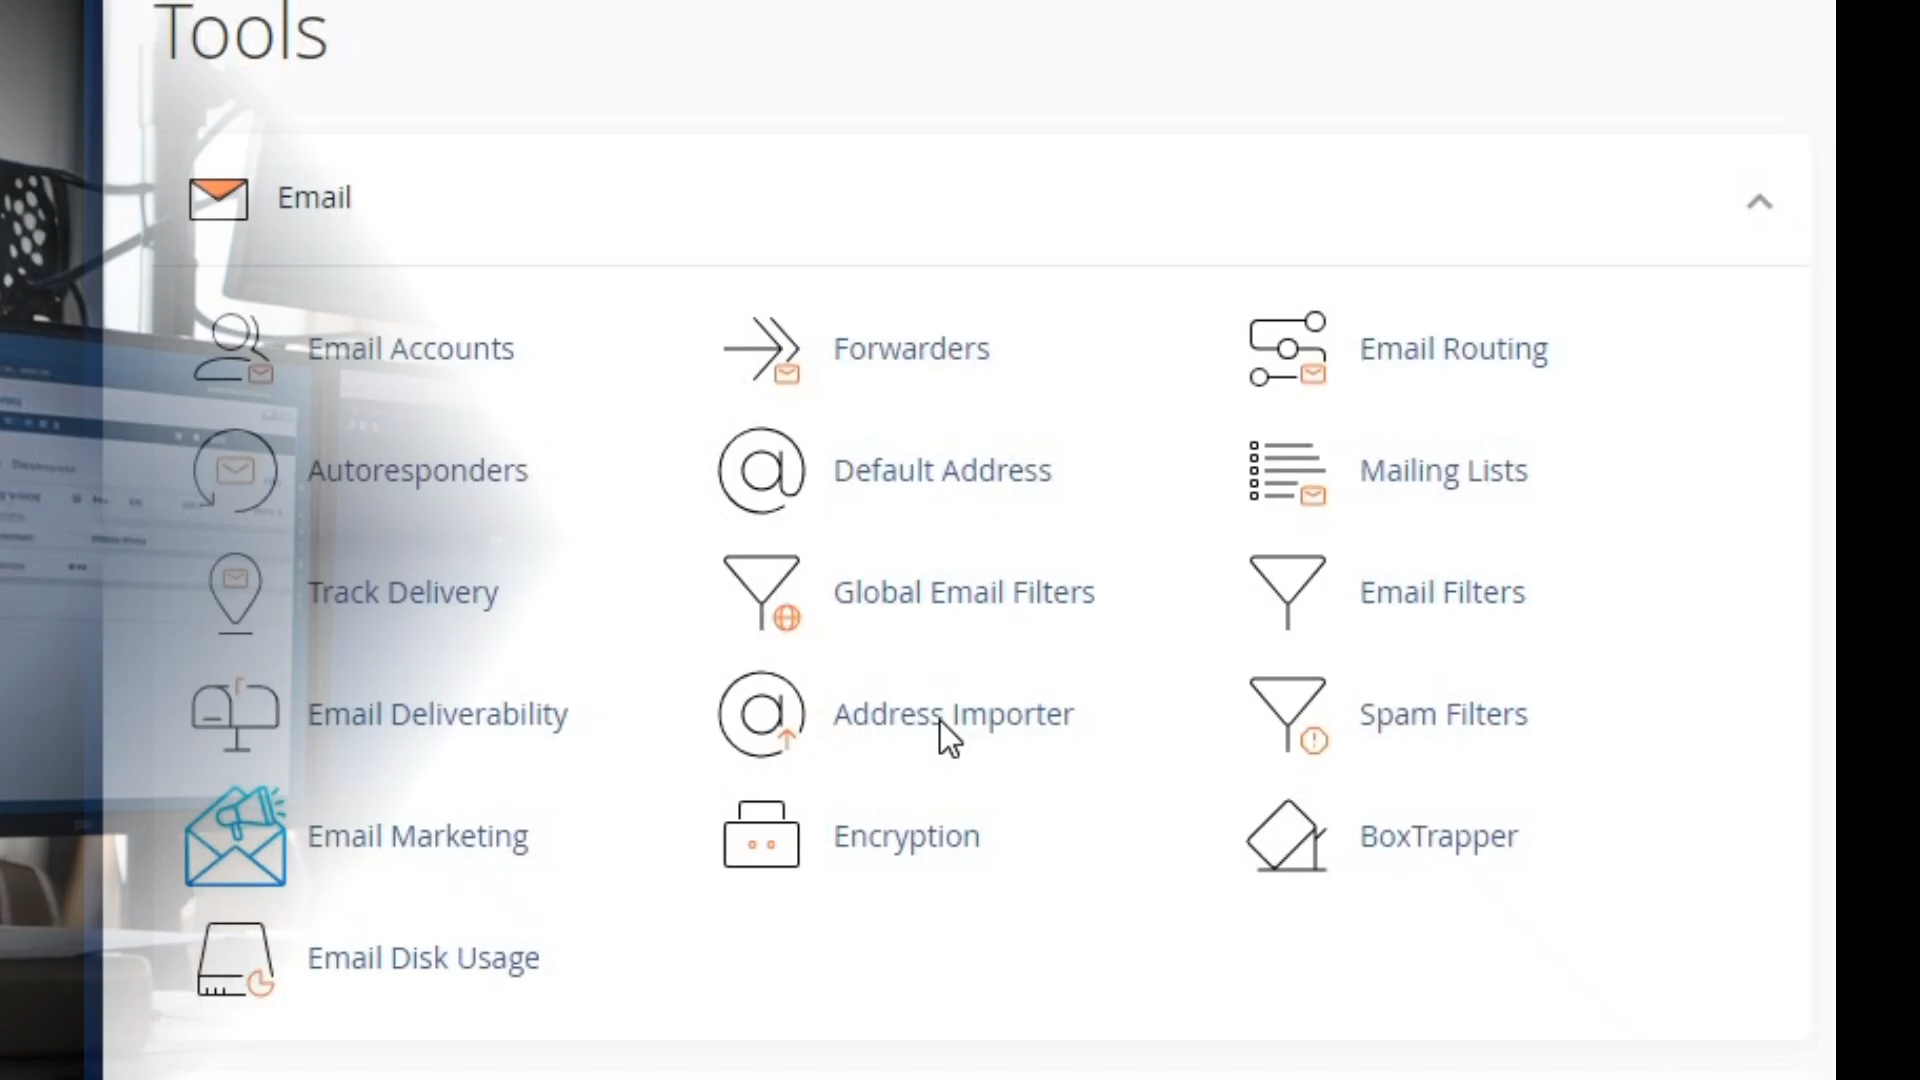 Tools
Email
Email Accounts
Forwarders
Email Routing
Autoresponders
Default Address
Mailing Lists
Track Delivery
Global Email Filters
Email Filters
Email Deliverability
Address Importer
Spam Filters
Email Marketing
Encryption
BoxTrapper
Email Disk Usage